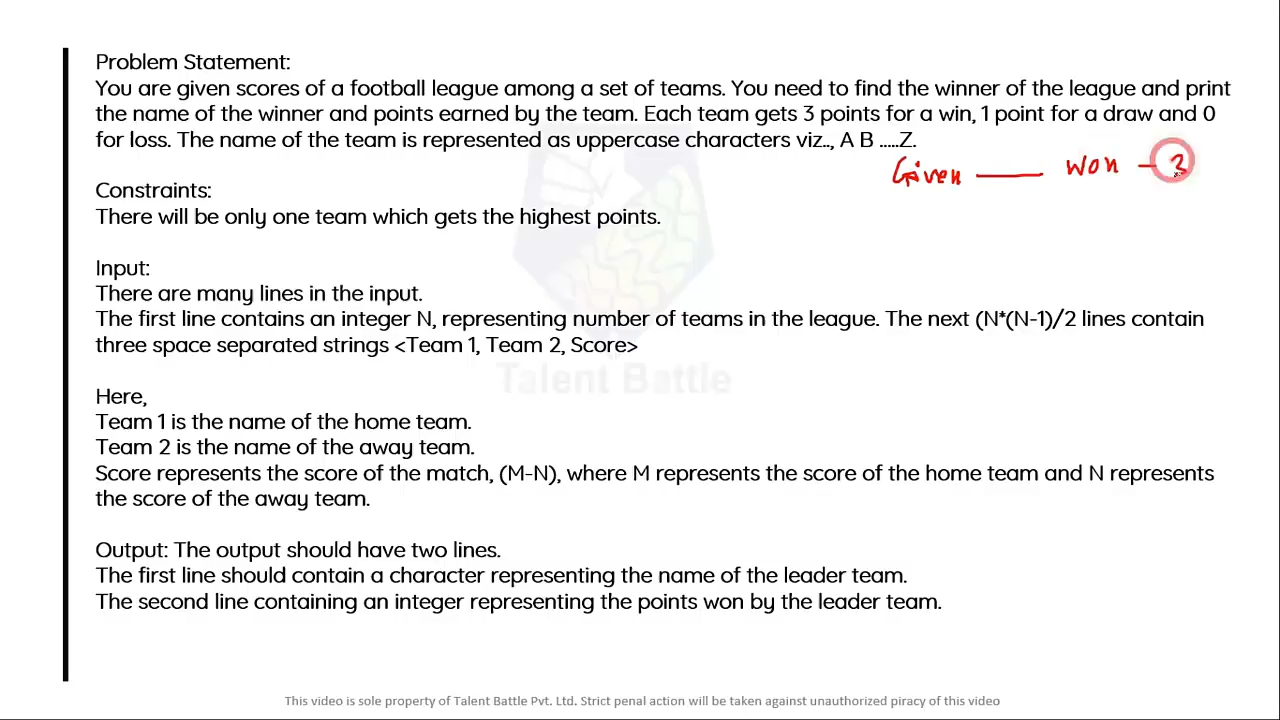 Problem Statement:
You are given scores of a football league among a set of teams. You need to find the winner of the league and print
the name of the winner and points earned by the team. Each team gets 3 points for a win, 1 point for a draw and 0
for loss. The name of the team is represented as uppercase characters viz.., A B .....Z.
Given ____ won - 3
Constraints:
There will be only one team which gets the highest points.
Input:
There are many lines in the input.
The first line contains an integer N, representing number of teams in the league. The next (N*(N-1)/2 lines contain
three space separated strings <Team 1, Team 2, Score>
Talent Battle
Here,
Team 1 is the name of the home team.
Team 2 is the name of the away team.
Score represents the score of the match, (M-N), where M represents the score of the home team and N represents
the score of the away team.
Output: The output should have two lines.
The first line should contain a character representing the name of the leader team.
The second line containing an integer representing the points won by the leader team.
This video is sole property of Talent Battle Pvt. Ltd. Strict penal action will be taken against unauthorized piracy of this video